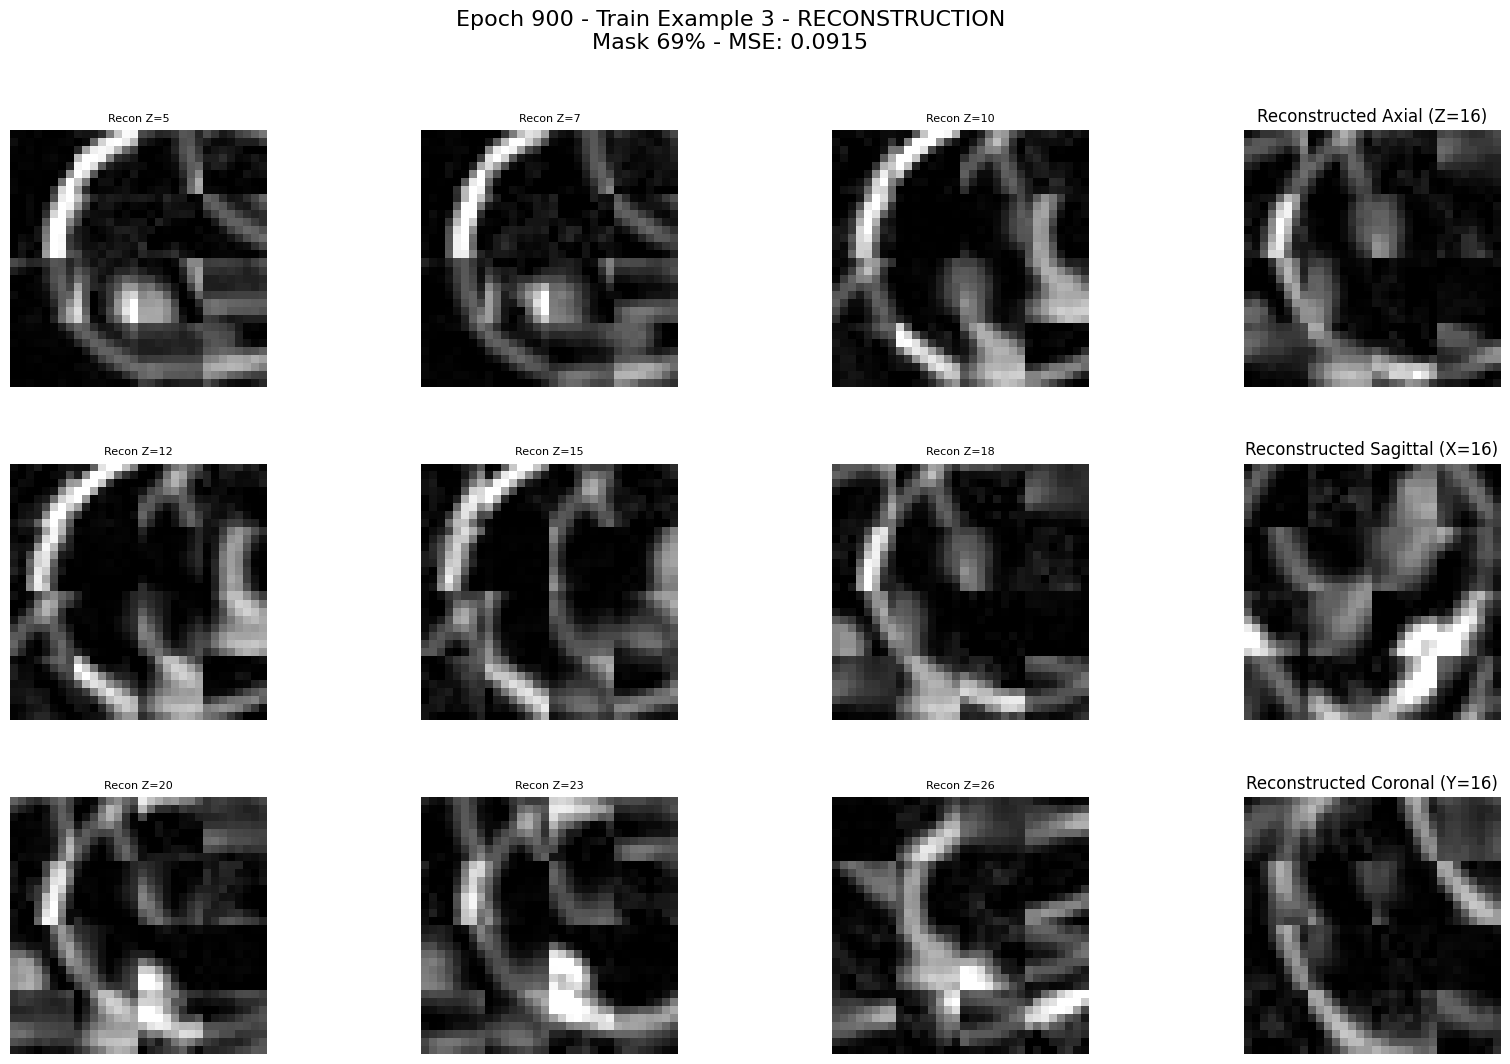 Epoch 900 - Train Example 3 - RECONSTRUCTION
Mask 69% - MSE: 0.0915
Recon Z=5
Recon Z=7
Recon Z=10
Reconstructed Axial (Z=16)
Recon Z=12
Recon Z=15
Recon Z=18
Reconstructed Sagittal (X=16)
Recon Z=20
Recon Z=23
Recon Z=26
Reconstructed Coronal (Y=16)